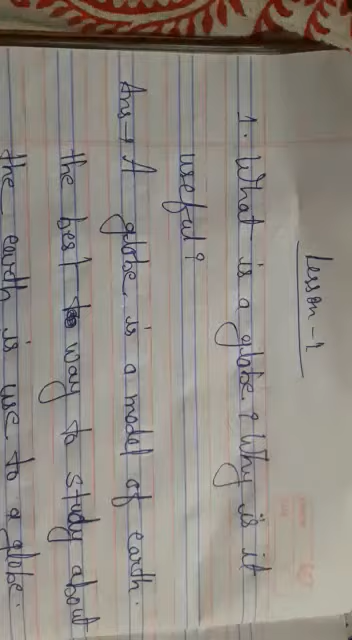 Lesson-1
1. What is a globe? Why is it
useful?
Ans→ A globe is a model of earth.
the best way to study about
the earth is use to a globe.